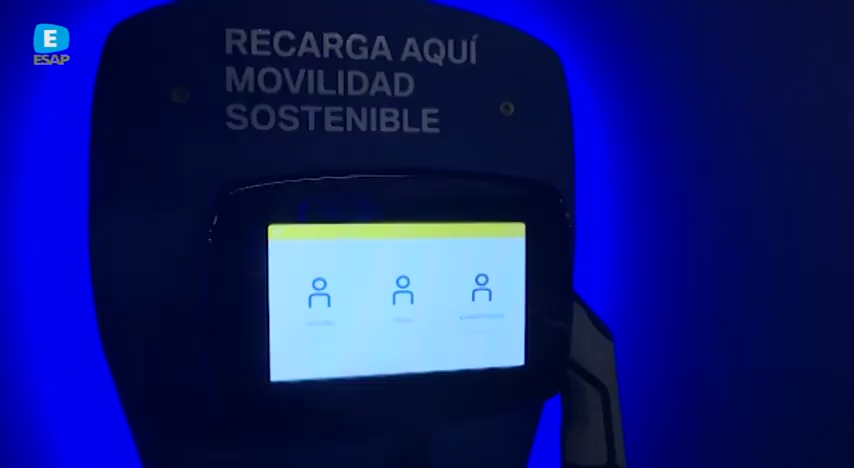 E
ESAP
RECARGA AQUÍ
MOVILIDAD
SOSTENIBLE